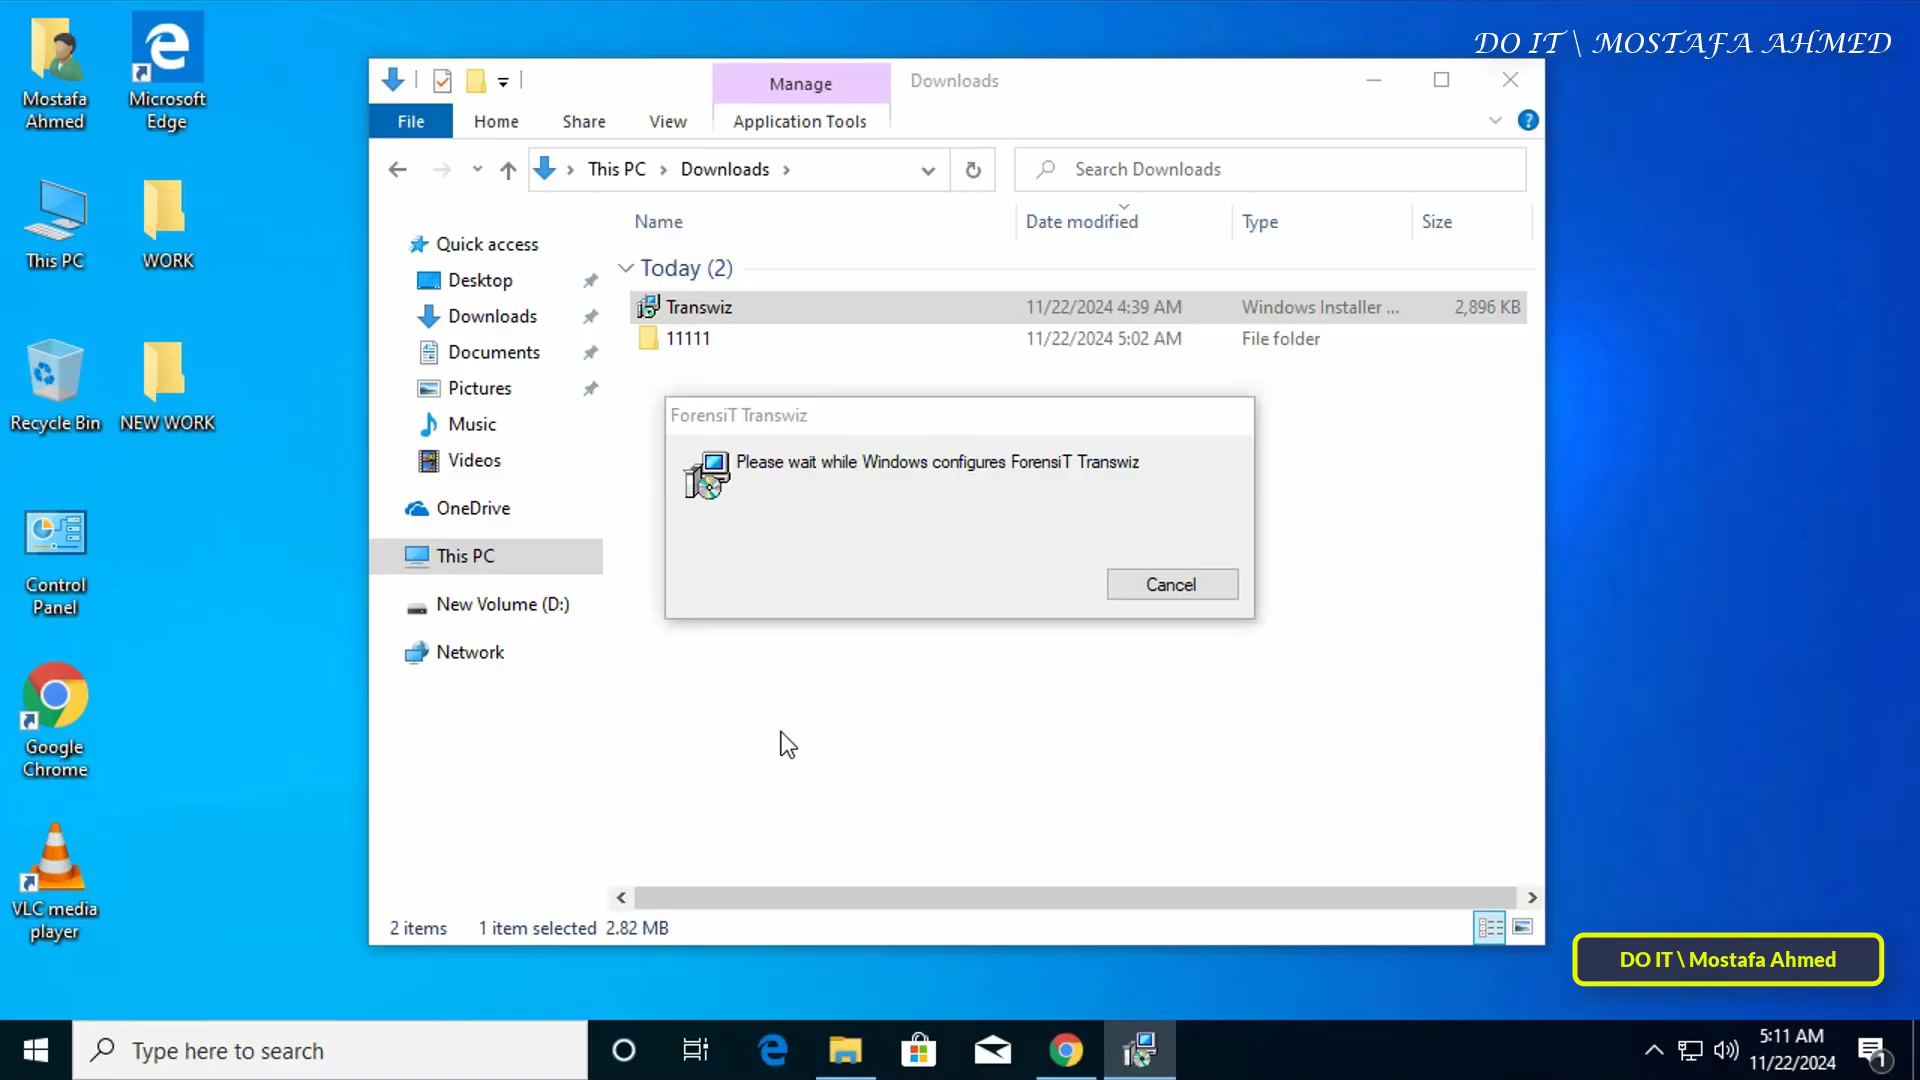 DO IT \ MOSTAFA AHMED
Mostafa
Ahmed
Microsoft
Edge
This PC
WORK
Recycle Bin
NEW WORK
Control
Panel
Google
Chrome
VLC media
player
Manage
Downloads
File
Home
Share
View
Application Tools
This PC
Downloads
Search Downloads
Name
Date modified
Type
Size
Quick access
Desktop
Downloads
Documents
Pictures
Music
Videos
OneDrive
This PC
New Volume (D:)
Network
Today (2)
Transwiz
11/22/2024 4:39 AM
Windows Installer ...
2,896 KB
11111
11/22/2024 5:02 AM
File folder
ForensiT Transwiz
Please wait while Windows configures ForensiT Transwiz
Cancel
2 items
1 item selected 2.82 MB
DO IT \ Mostafa Ahmed
Type here to search
5:11 AM
11/22/2024
1